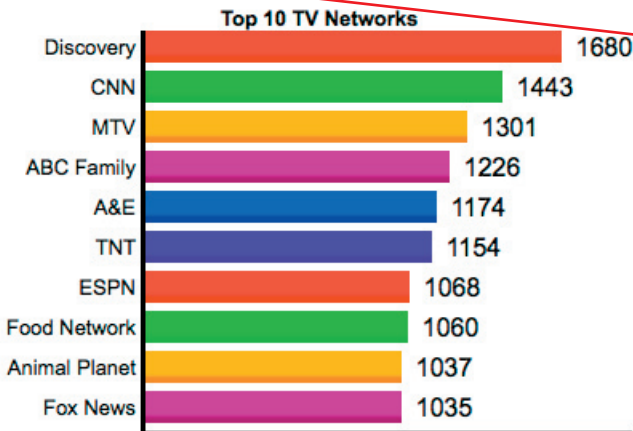 Top 10 TV Networks
Discovery 1680
CNN 1443
MTV 1301
ABC Family 1226
A&E 1174
TNT 1154
ESPN 1068
Food Network 1060
Animal Planet 1037
Fox News 1035